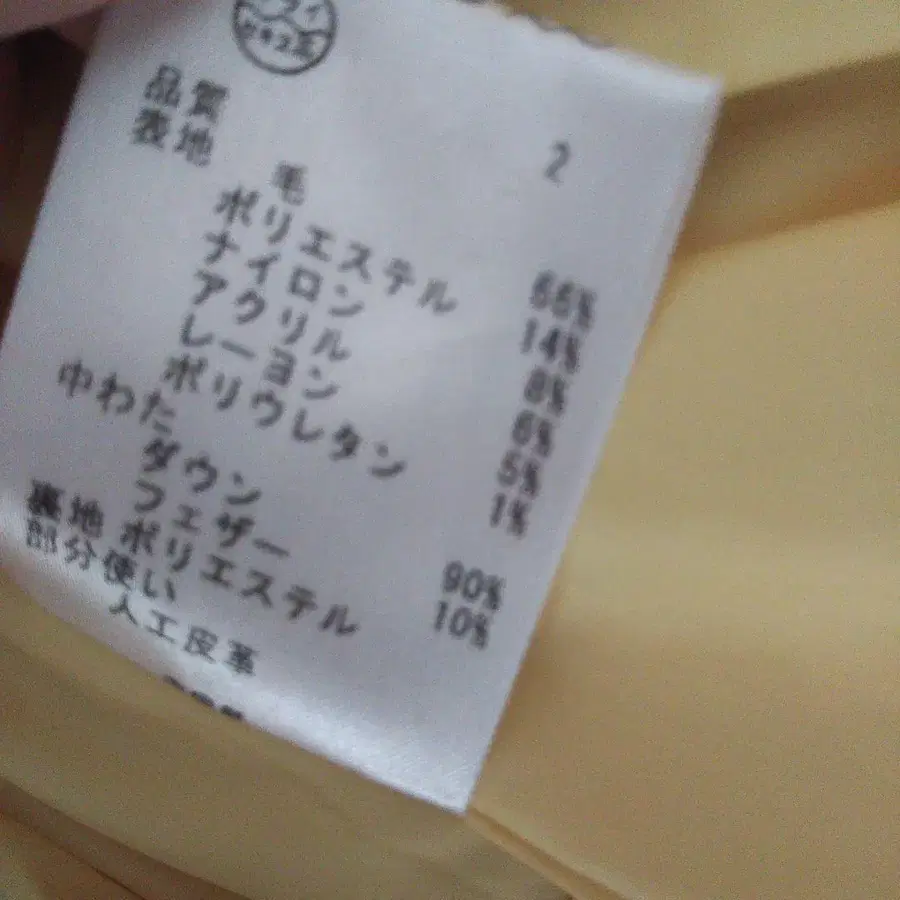 品質
2
表地
毛 66%
ポリエステル 14%
ナイロン 8%
アクリル 6%
レーヨン 5%
ポリウレタン 1%
中わた
ダウン 90%
フェザー 10%
裏地 ポリエステル
部分使い
人工皮革